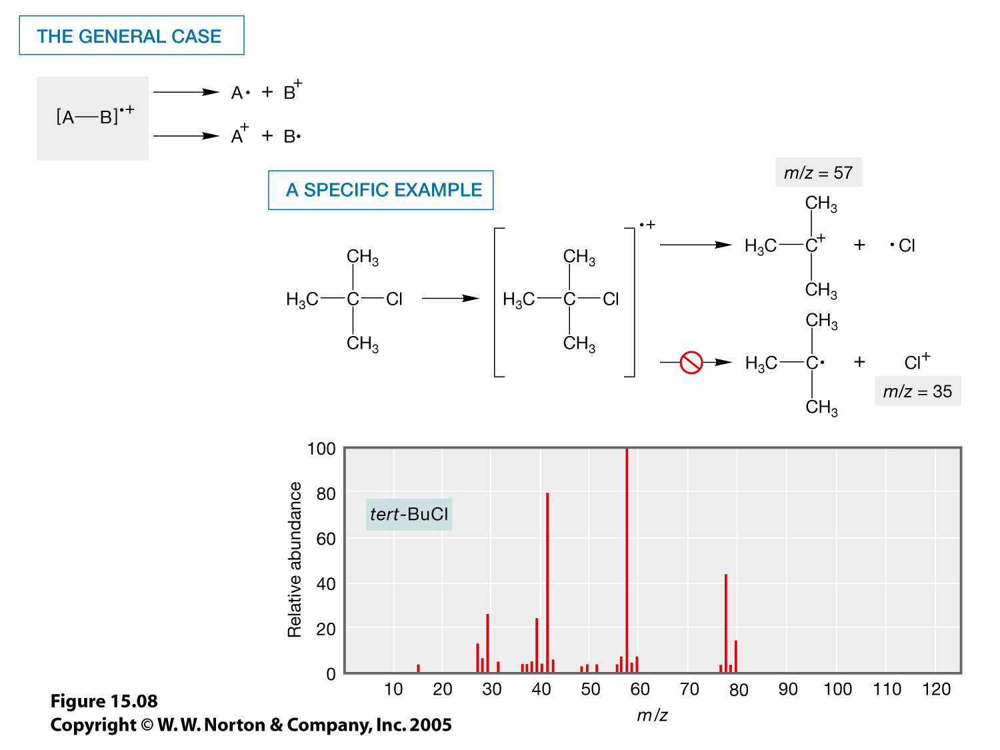 THE GENERAL CASE
[A—B]•+
A• + B+
A+ + B•
A SPECIFIC EXAMPLE
m/z = 57
CH3
H3C—C+ + •Cl
CH3
CH3
H3C—C—Cl
CH3
•+
CH3
H3C—C—Cl
CH3
CH3
H3C—C• + Cl+
CH3
m/z = 35
100
80
60
40
20
0
Relative abundance
tert-BuCl
10 20 30 40 50 60 70 80 90 100 110 120
m/z
Figure 15.08
Copyright © W. W. Norton & Company, Inc. 2005